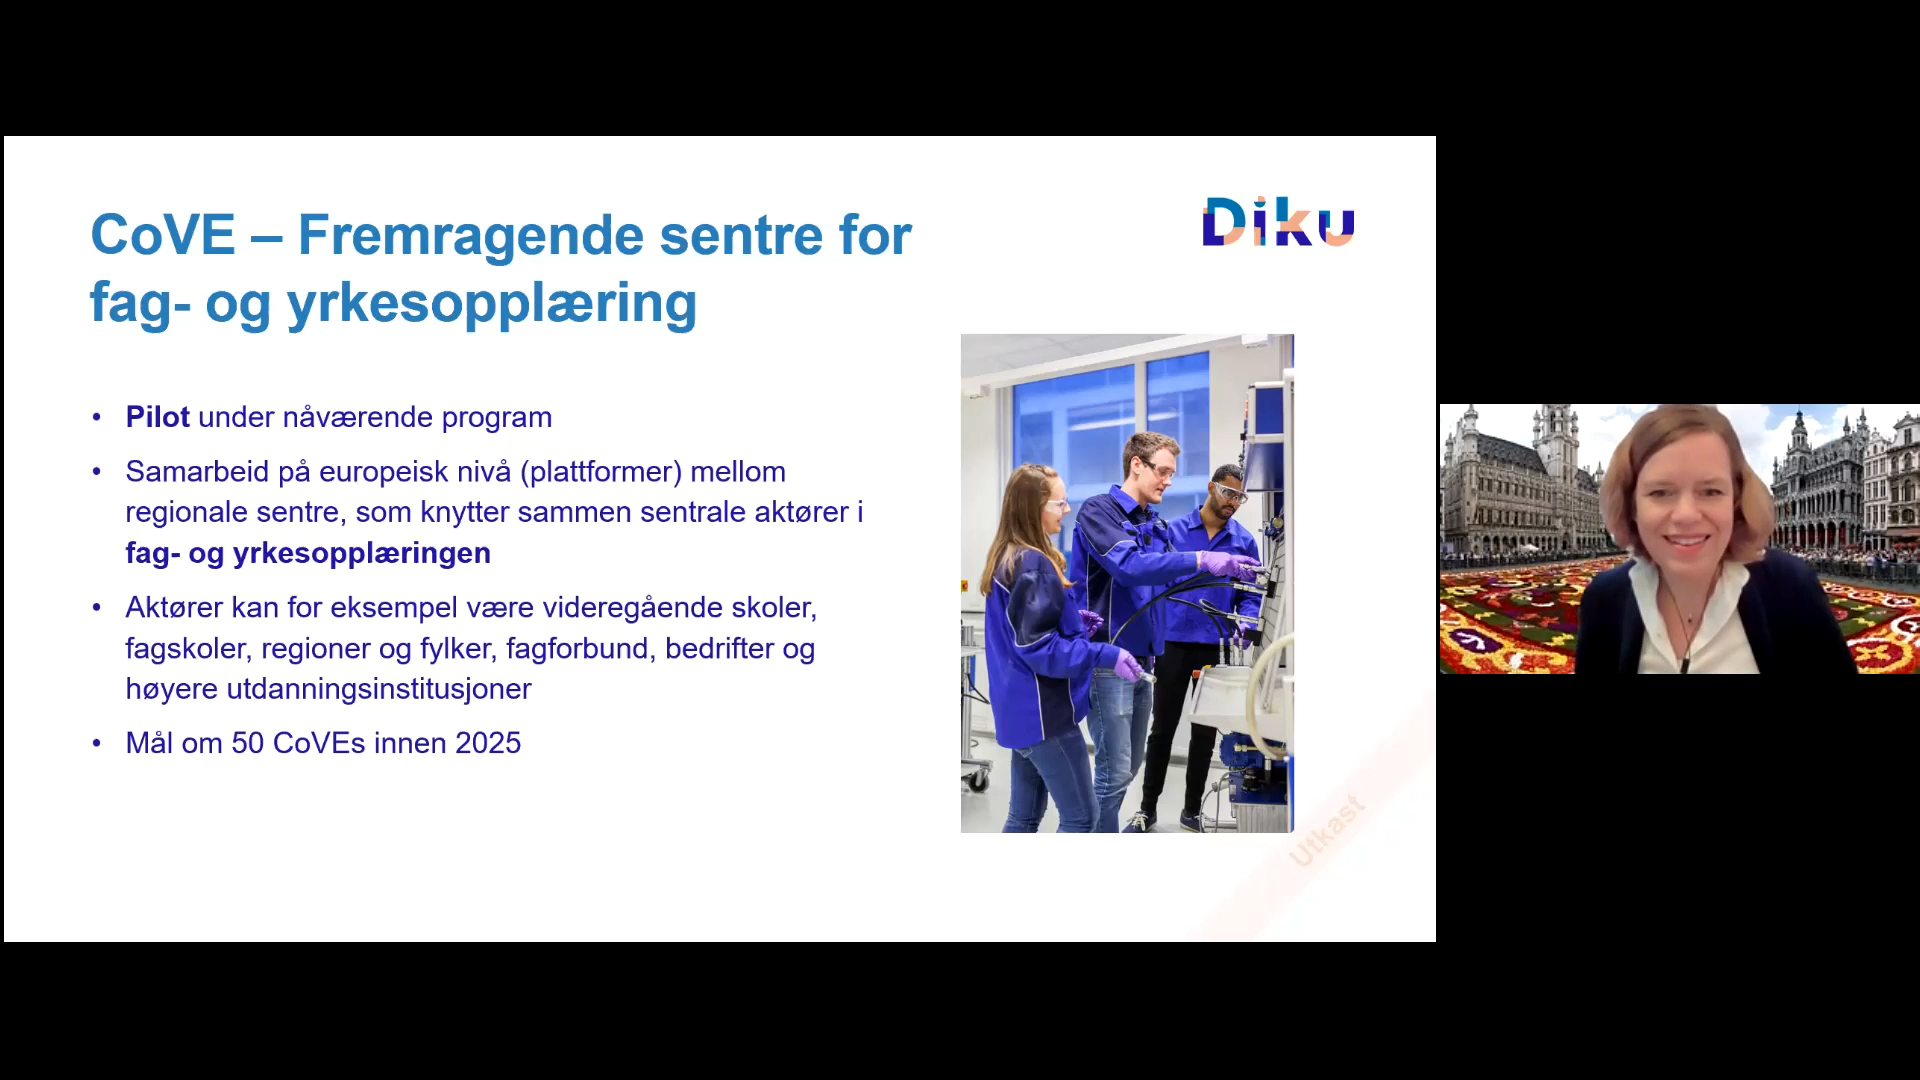 CoVE – Fremragende sentre for
fag- og yrkesopplæring
Diku
• Pilot under nåværende program
• Samarbeid på europeisk nivå (plattformer) mellom
regionale sentre, som knytter sammen sentrale aktører i
fag- og yrkesopplæringen
• Aktører kan for eksempel være videregående skoler,
fagskoler, regioner og fylker, fagforbund, bedrifter og
høyere utdanningsinstitusjoner
• Mål om 50 CoVEs innen 2025
Utkast